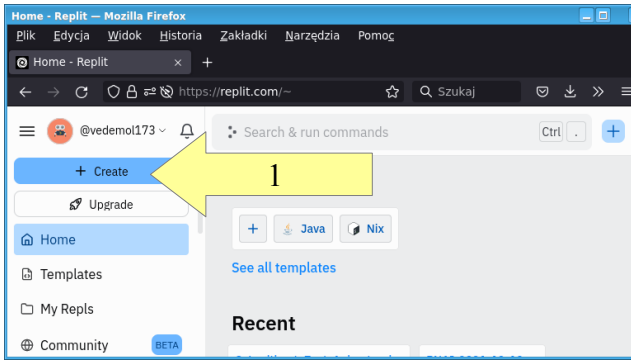 Home - Replit — Mozilla Firefox
Plik Edycja Widok Historia Zakładki Narzędzia Pomoc
Home - Replit
https://replit.com/~ Szukaj
@vedemol173 Search & run commands Ctrl .
+ Create 1
Upgrade
+ Java Nix
Home
See all templates
Templates
My Repls
Recent
Community BETA